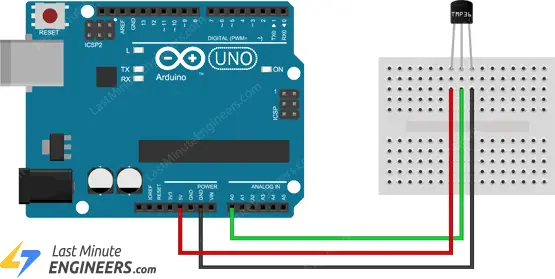 RESET
ICSP2
AREF
GND
13
12
~11
~10
~9
8
7
~6
~5
4
~3
2
TX0 ▸ 1
RX0 ◂ 0
DIGITAL (PWM~)
L
TX
RX
Arduino
™
UNO
ON
1
ICSP
IOREF
RESET
3V3
5V
GND
GND
VIN
POWER
A0
A1
A2
A3
A4
A5
ANALOG IN
TMP36
LastMinuteEngineers.com
Last Minute
ENGINEERS.com